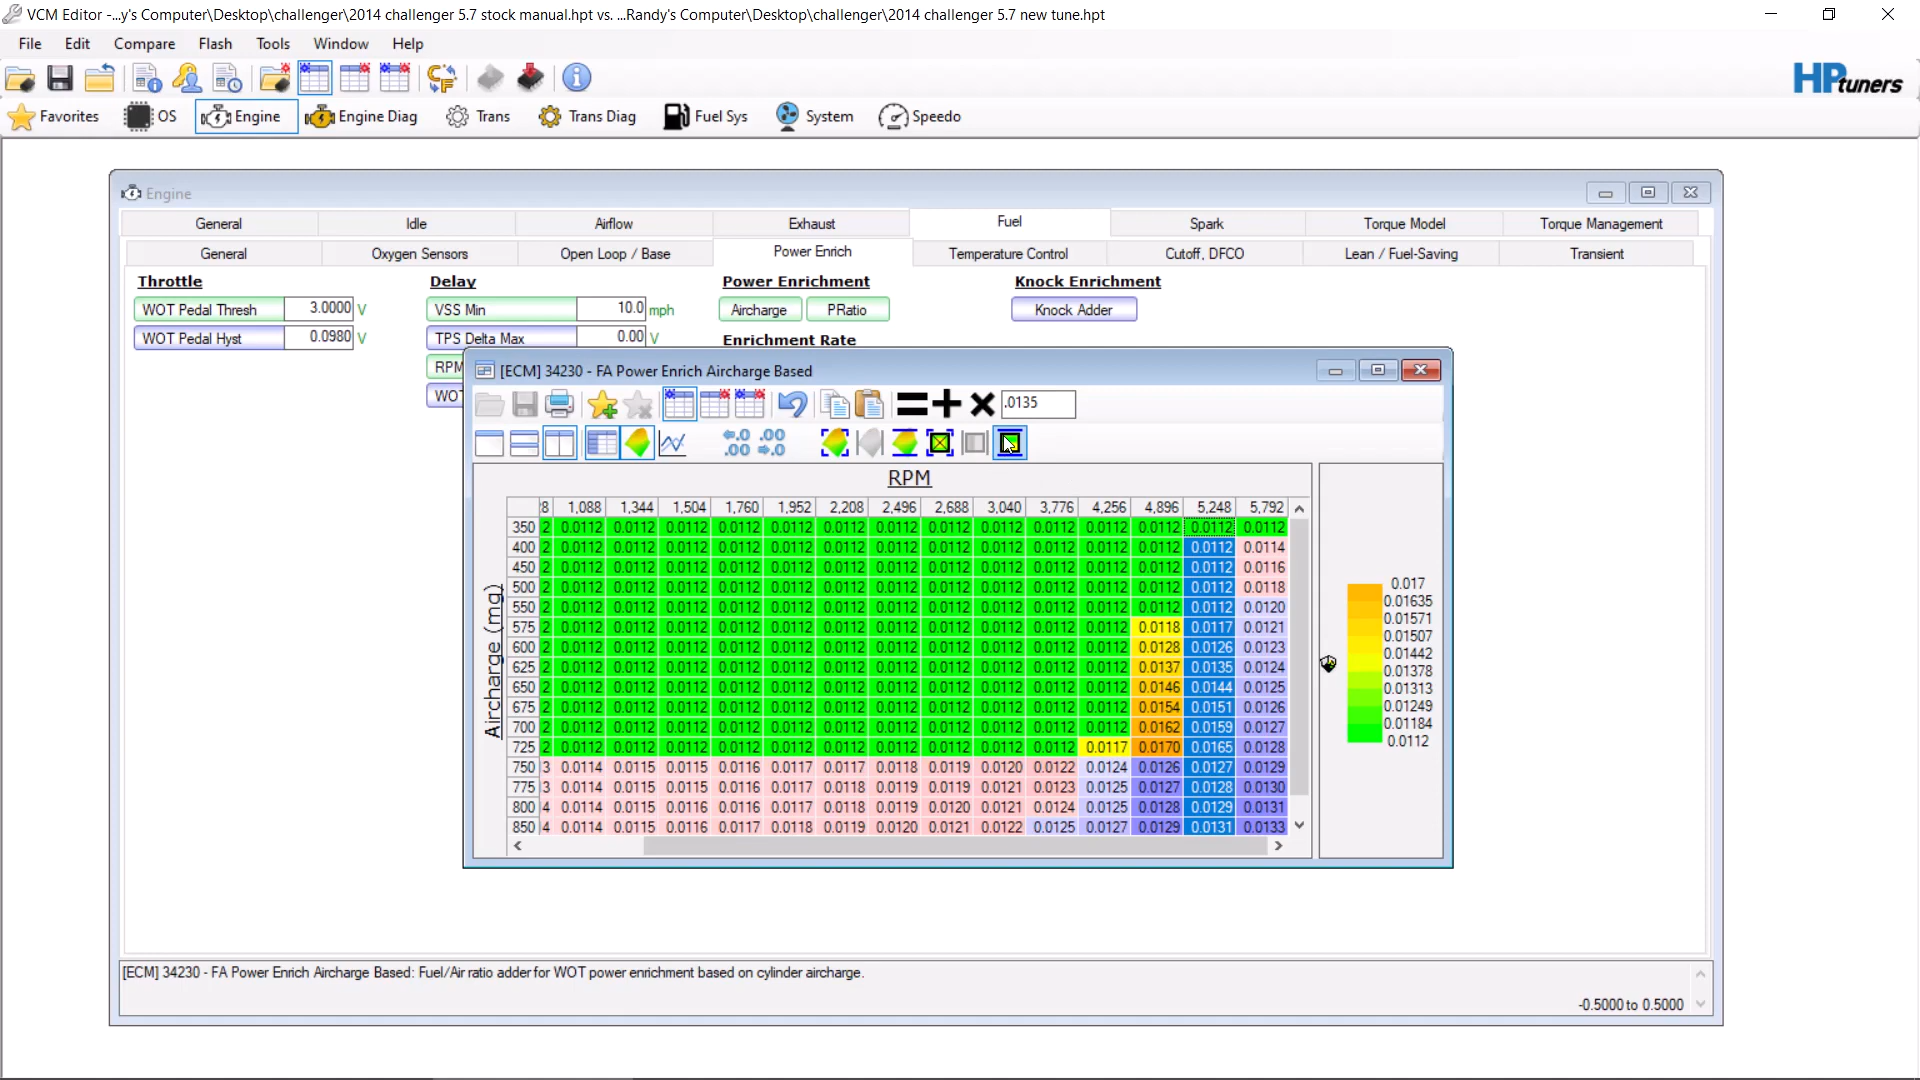 VCM Editor -...y's Computer\Desktop\challenger\2014 challenger 5.7 stock manual.hpt vs. ...Randy's Computer\Desktop\challenger\2014 challenger 5.7 new tune.hpt
File Edit Compare Flash Tools Window Help
HPtuners
Favorites OS Engine Engine Diag Trans Trans Diag Fuel Sys System Speedo
Engine
General Idle Airflow Exhaust Fuel Spark Torque Model Torque Management
General Oxygen Sensors Open Loop / Base Power Enrich Temperature Control Cutoff, DFCO Lean / Fuel-Saving Transient
Throttle Delay Power Enrichment Knock Enrichment
WOT Pedal Thresh 3.0000 V VSS Min 10.0 mph Aircharge PRatio Knock Adder
WOT Pedal Hyst 0.0980 V TPS Delta Max 0.00 V Enrichment Rate
RPM
WOT
[ECM] 34230 - FA Power Enrich Aircharge Based
.0135
←.0 .00
.00 →.0
RPM
8 1,088 1,344 1,504 1,760 1,952 2,208 2,496 2,688 3,040 3,776 4,256 4,896 5,248 5,792
Aircharge (mg)
350 2 0.0112 0.0112 0.0112 0.0112 0.0112 0.0112 0.0112 0.0112 0.0112 0.0112 0.0112 0.0112 0.0112 0.0112
400 2 0.0112 0.0112 0.0112 0.0112 0.0112 0.0112 0.0112 0.0112 0.0112 0.0112 0.0112 0.0112 0.0112 0.0114
450 2 0.0112 0.0112 0.0112 0.0112 0.0112 0.0112 0.0112 0.0112 0.0112 0.0112 0.0112 0.0112 0.0112 0.0116
500 2 0.0112 0.0112 0.0112 0.0112 0.0112 0.0112 0.0112 0.0112 0.0112 0.0112 0.0112 0.0112 0.0112 0.0118
550 2 0.0112 0.0112 0.0112 0.0112 0.0112 0.0112 0.0112 0.0112 0.0112 0.0112 0.0112 0.0112 0.0112 0.0120
575 2 0.0112 0.0112 0.0112 0.0112 0.0112 0.0112 0.0112 0.0112 0.0112 0.0112 0.0112 0.0118 0.0117 0.0121
600 2 0.0112 0.0112 0.0112 0.0112 0.0112 0.0112 0.0112 0.0112 0.0112 0.0112 0.0112 0.0128 0.0126 0.0123
625 2 0.0112 0.0112 0.0112 0.0112 0.0112 0.0112 0.0112 0.0112 0.0112 0.0112 0.0112 0.0137 0.0135 0.0124
650 2 0.0112 0.0112 0.0112 0.0112 0.0112 0.0112 0.0112 0.0112 0.0112 0.0112 0.0112 0.0146 0.0144 0.0125
675 2 0.0112 0.0112 0.0112 0.0112 0.0112 0.0112 0.0112 0.0112 0.0112 0.0112 0.0112 0.0154 0.0151 0.0126
700 2 0.0112 0.0112 0.0112 0.0112 0.0112 0.0112 0.0112 0.0112 0.0112 0.0112 0.0112 0.0162 0.0159 0.0127
725 2 0.0112 0.0112 0.0112 0.0112 0.0112 0.0112 0.0112 0.0112 0.0112 0.0112 0.0117 0.0170 0.0165 0.0128
750 3 0.0114 0.0115 0.0115 0.0116 0.0117 0.0117 0.0118 0.0119 0.0120 0.0122 0.0124 0.0126 0.0127 0.0129
775 3 0.0114 0.0115 0.0115 0.0116 0.0117 0.0118 0.0119 0.0119 0.0121 0.0123 0.0125 0.0127 0.0128 0.0130
800 4 0.0114 0.0115 0.0116 0.0116 0.0117 0.0118 0.0119 0.0120 0.0121 0.0124 0.0125 0.0128 0.0129 0.0131
850 4 0.0114 0.0115 0.0116 0.0117 0.0118 0.0119 0.0120 0.0121 0.0122 0.0125 0.0127 0.0129 0.0131 0.0133
0.017
0.01635
0.01571
0.01507
0.01442
0.01378
0.01313
0.01249
0.01184
0.0112
[ECM] 34230 - FA Power Enrich Aircharge Based: Fuel/Air ratio adder for WOT power enrichment based on cylinder aircharge.
-0.5000 to 0.5000